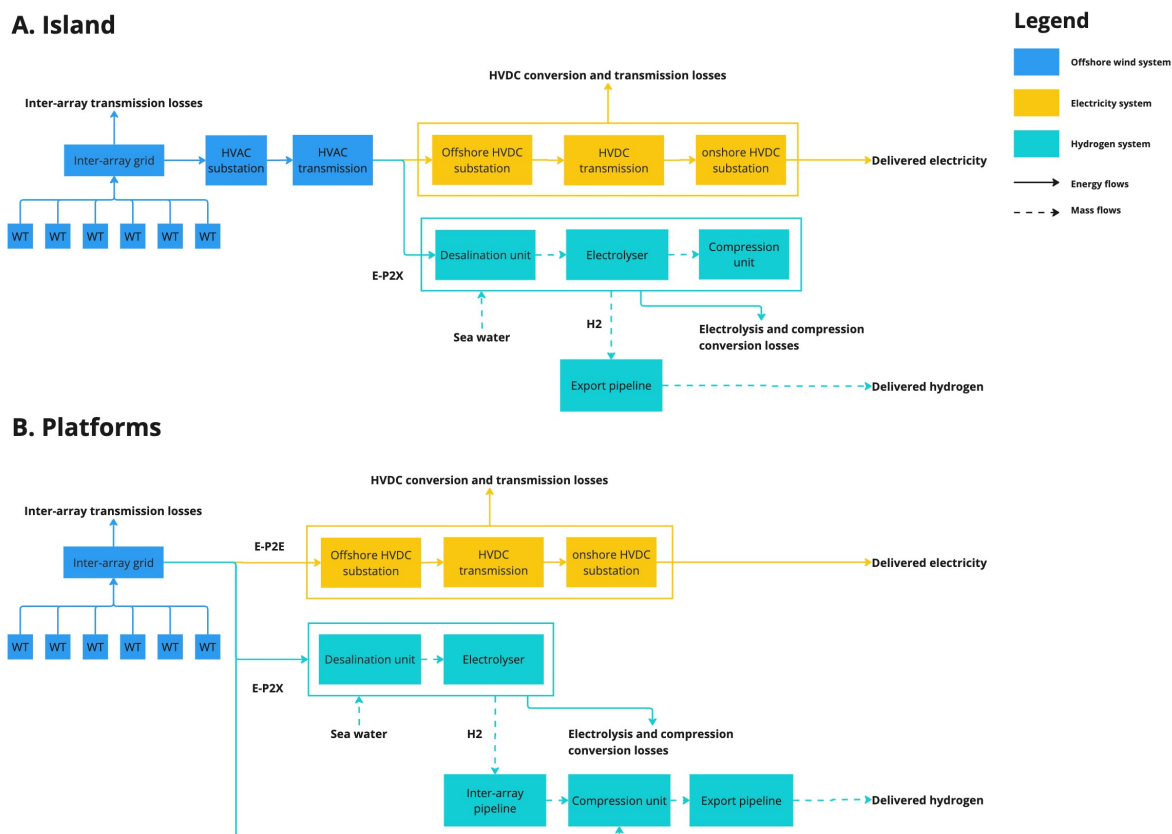 A. Island
Legend
Offshore wind system
Electricity system
Hydrogen system
Energy flows
Mass flows
HVDC conversion and transmission losses
Inter-array transmission losses
Inter-array grid
HVAC
substation
HVAC
transmission
Offshore HVDC
substation
HVDC
transmission
onshore HVDC
substation
Delivered electricity
WT
WT
WT
WT
WT
WT
Desalination unit
Electrolyser
Compression
unit
E-P2X
Sea water
H2
Electrolysis and compression
conversion losses
Export pipeline
Delivered hydrogen
B. Platforms
HVDC conversion and transmission losses
Inter-array transmission losses
Inter-array grid
E-P2E
Offshore HVDC
substation
HVDC
transmission
onshore HVDC
substation
Delivered electricity
WT
WT
WT
WT
WT
WT
Desalination unit
Electrolyser
E-P2X
Sea water
H2
Electrolysis and compression
conversion losses
Inter-array
pipeline
Compression unit
Export pipeline
Delivered hydrogen